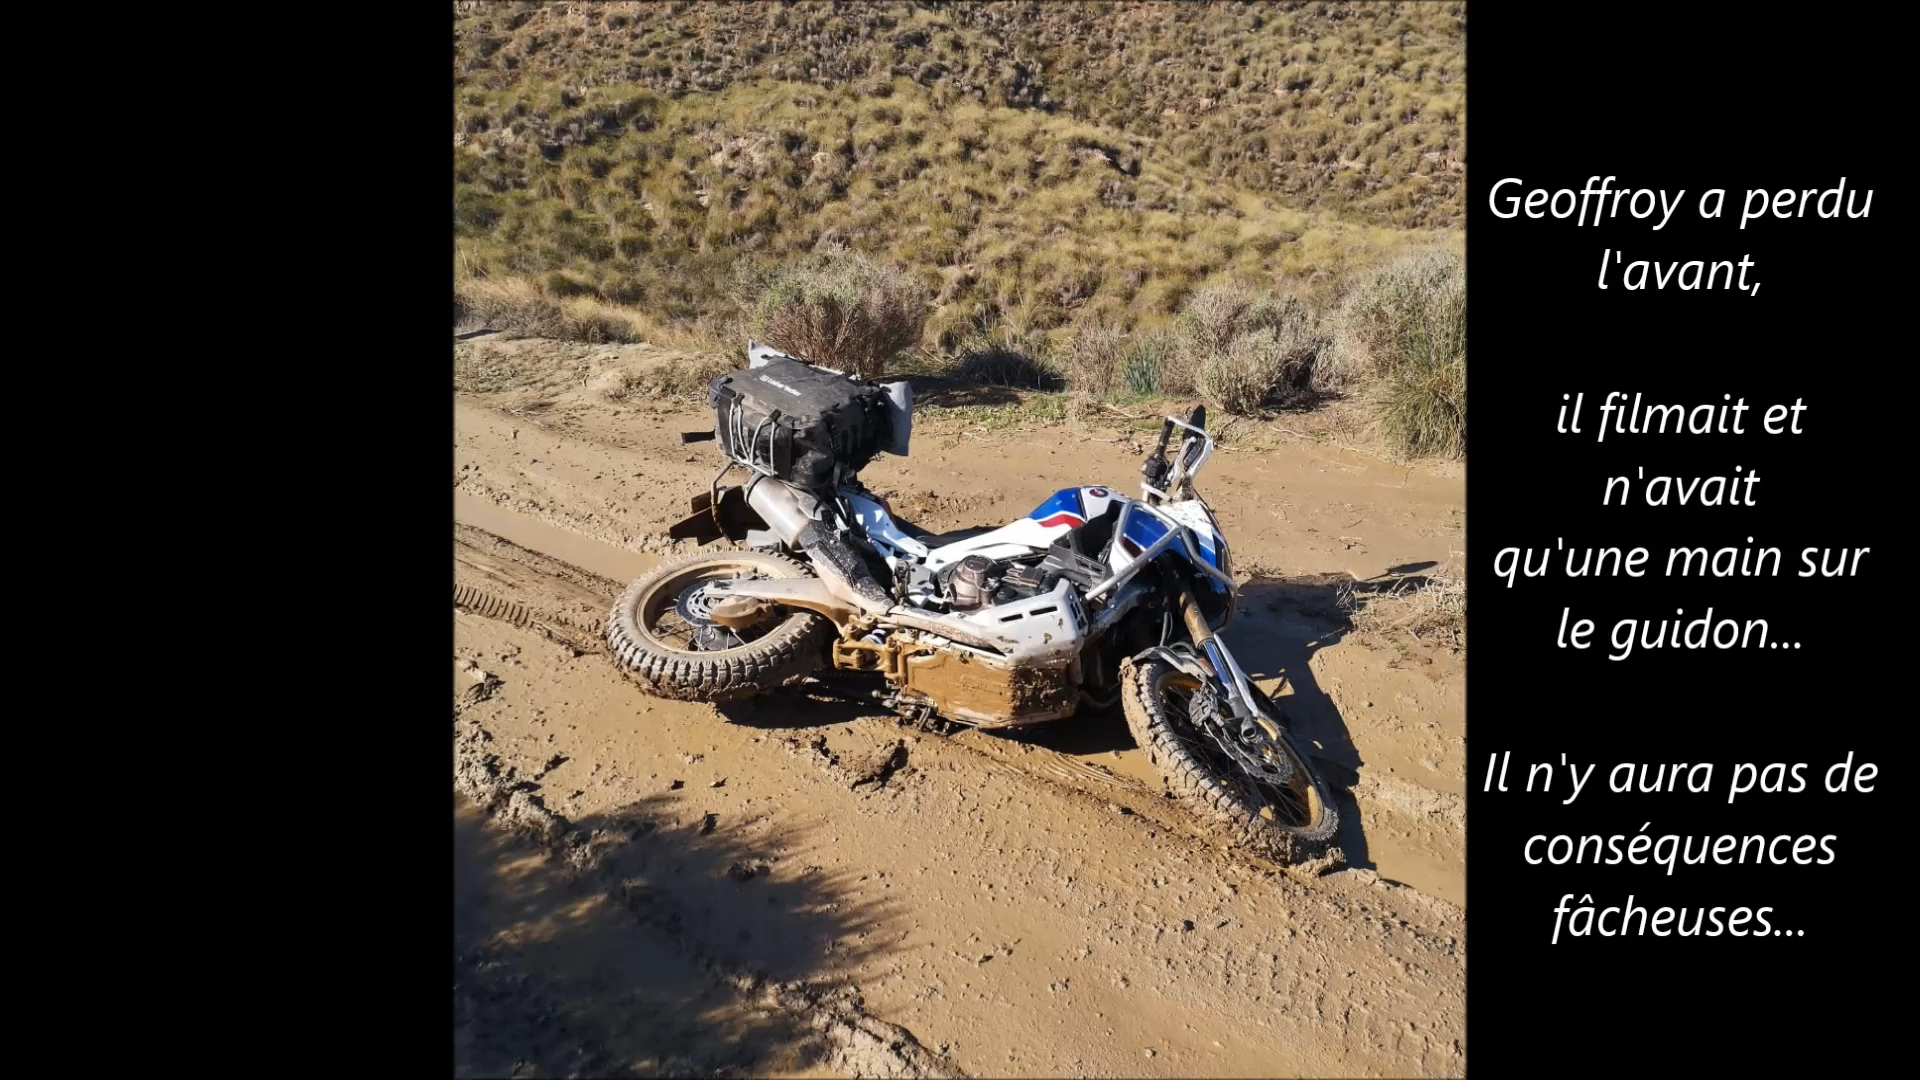 Geoffroy a perdu
l'avant,
il filmait et
n'avait
qu'une main sur
le guidon...
Il n'y aura pas de
conséquences
fâcheuses...